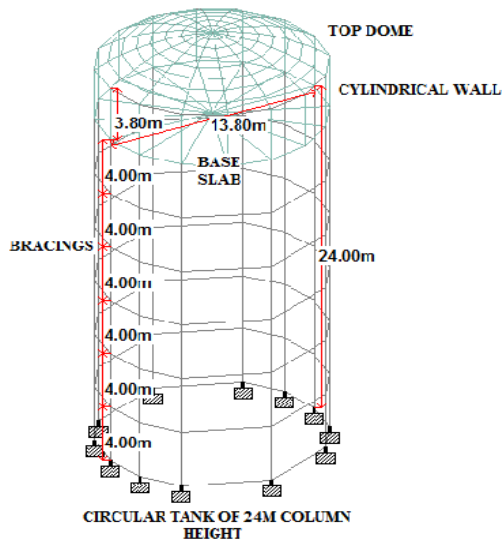 TOP DOME
CYLINDRICAL WALL
3.80m
13.80m
BASE
SLAB
4.00m
4.00m
BRACINGS
24.00m
4.00m
4.00m
4.00m
4.00m
CIRCULAR TANK OF 24M COLUMN
HEIGHT